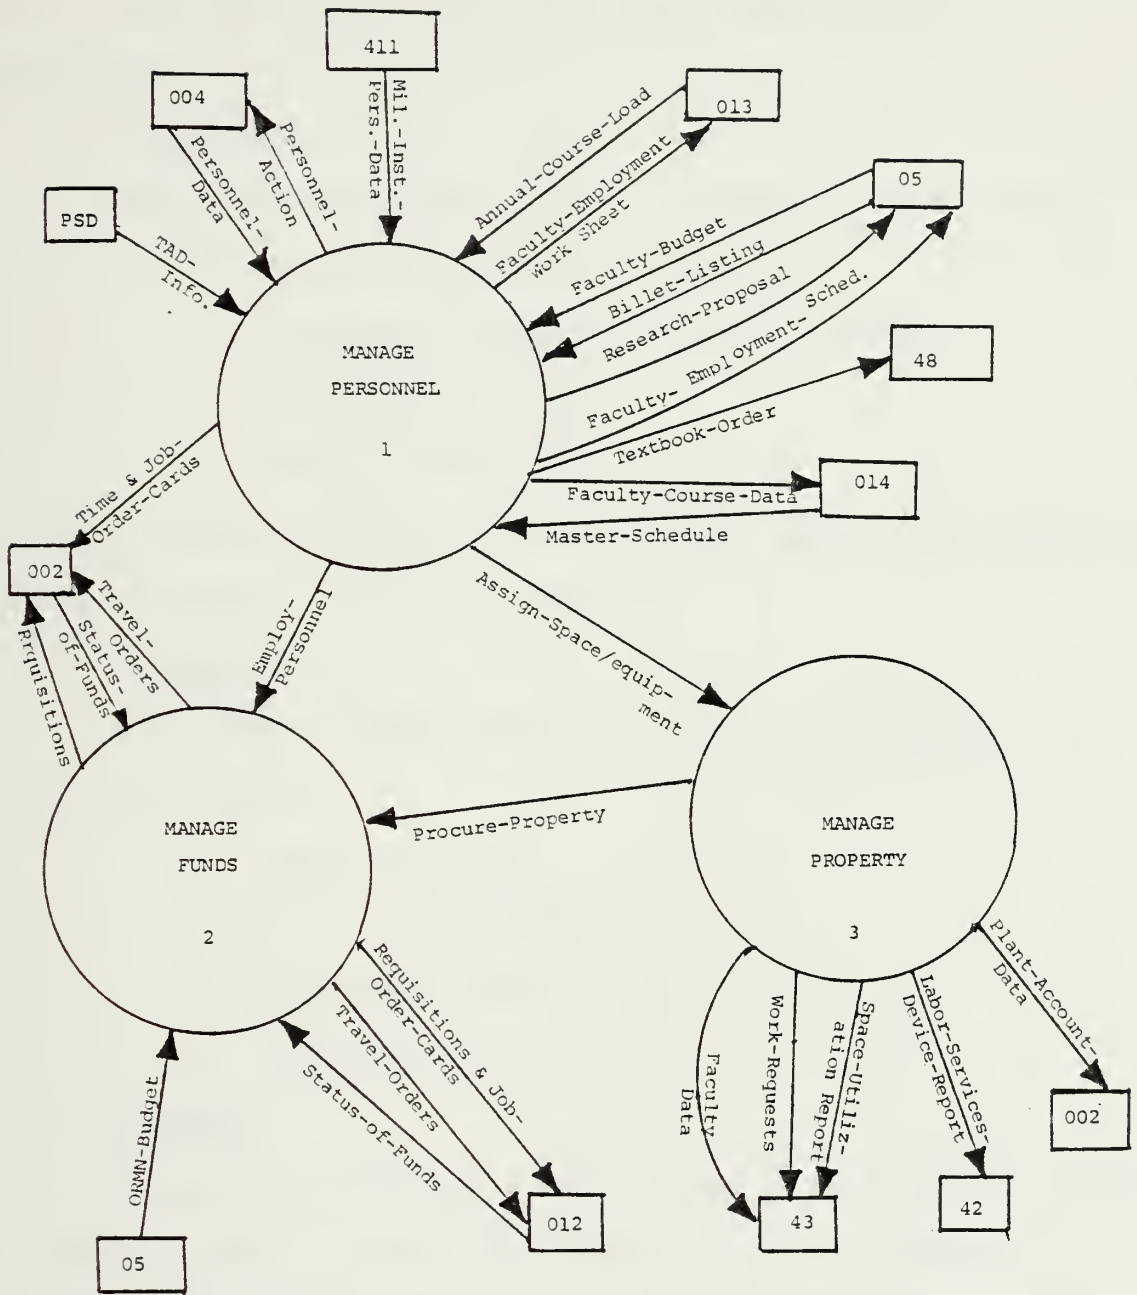 411
004
013
05
PSD
48
014
002
Mil.-Inst.-
Pers.-Data
Personnel-
Action
Personnel-
Data
TAD-
Info.
Annual-Course-Load
Faculty-Employment
Work Sheet
Faculty-Budget
Billet-Listing
Research-Proposal
Faculty- Employment- Sched.
Textbook-Order
Faculty-Course-Data
Master-Schedule
MANAGE
PERSONNEL
1
Time & Job-
Order-Cards
Travel-
Orders
Status-
of-Funds
Requisitions
Employ-
Personnel
Assign-Space/equip-
ment
Procure-Property
MANAGE
FUNDS
2
MANAGE
PROPERTY
3
Requisitions & Job-
Order-Cards
Travel-Orders
Status-of-Funds
ORMN-Budget
Faculty
Data
Work-Requests
Space-Utiliz-
ation Report
Labor-Services-
Device-Report
Plant-Account-
Data
05
012
43
42
002